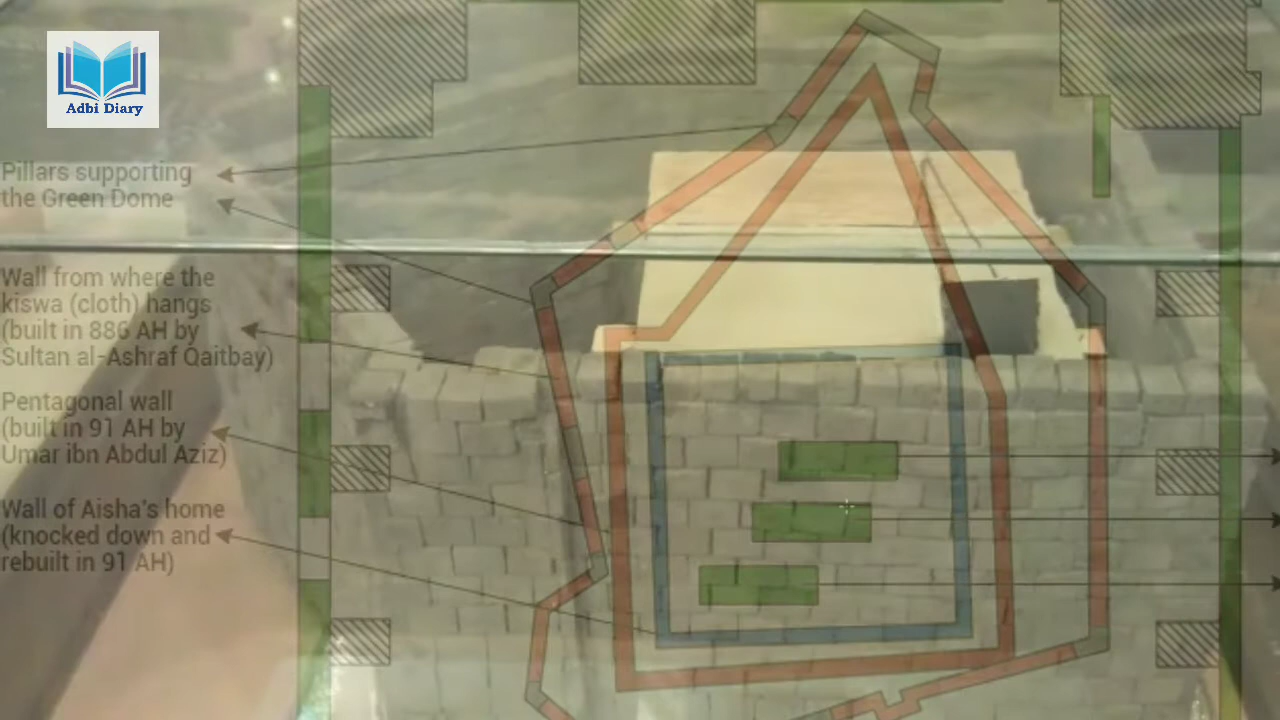 Adbi Diary
Pillars supporting
the Green Dome
Wall from where the
kiswa (cloth) hangs
(built in 886 AH by
Sultan al-Ashraf Qaitbay)
Pentagonal wall
(built in 91 AH by
Umar ibn Abdul Aziz)
Wall of Aisha's home
(knocked down and
rebuilt in 91 AH)